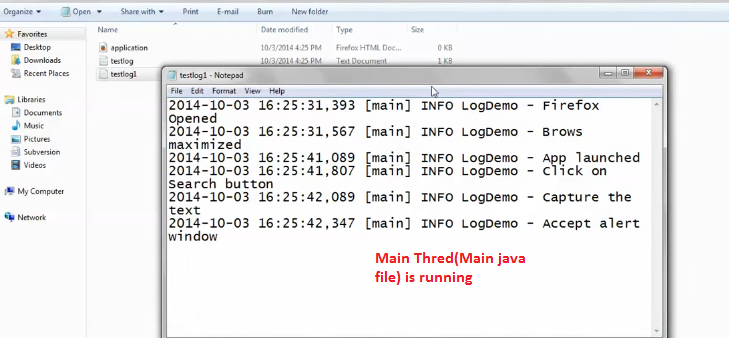 Organize Open Share with Print E-mail Burn New folder
Favorites
Desktop
Downloads
Recent Places
Libraries
Documents
Music
Pictures
Subversion
Videos
My Computer
Network
Name Date modified Type Size
application 10/3/2014 4:25 PM Firefox HTML Doc... 0 KB
testlog 10/3/2014 4:25 PM Text Document 1 KB
testlog1
testlog1 - Notepad
File Edit Format View Help
2014-10-03 16:25:31,393 [main] INFO LogDemo - Firefox
Opened
2014-10-03 16:25:31,567 [main] INFO LogDemo - Brows
maximized
2014-10-03 16:25:41,089 [main] INFO LogDemo - App launched
2014-10-03 16:25:41,807 [main] INFO LogDemo - Click on
Search button
2014-10-03 16:25:42,089 [main] INFO LogDemo - Capture the
text
2014-10-03 16:25:42,347 [main] INFO LogDemo - Accept alert
window
Main Thred(Main java
file) is running